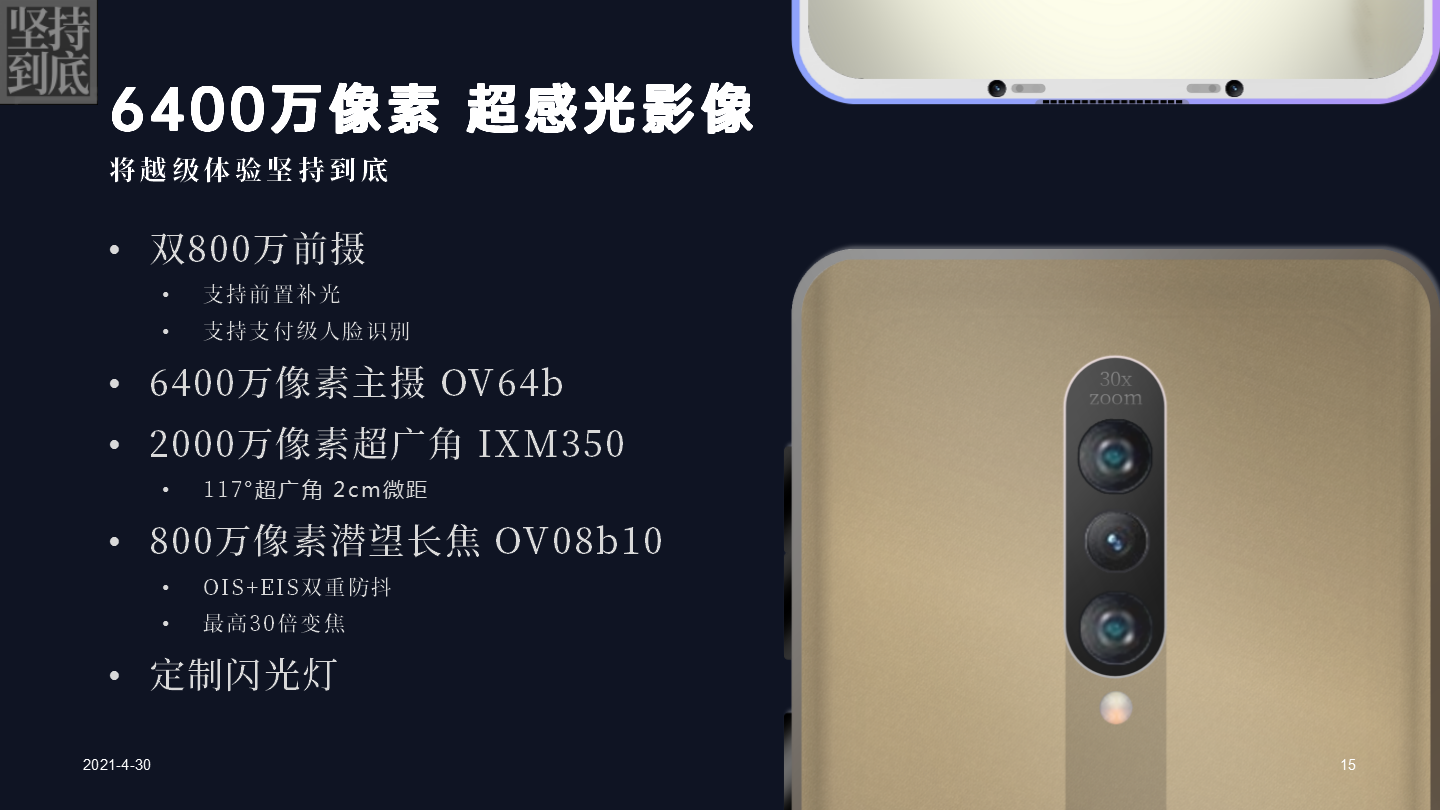 坚持
到底
6400万像素 超感光影像
将越级体验坚持到底
• 双800万前摄
• 支持前置补光
• 支持支付级人脸识别
• 6400万像素主摄 OV64b
• 2000万像素超广角 IXM350
• 117°超广角 2cm微距
• 800万像素潜望长焦 OV08b10
• OIS+EIS双重防抖
• 最高30倍变焦
• 定制闪光灯
30x
zoom
2021-4-30
15